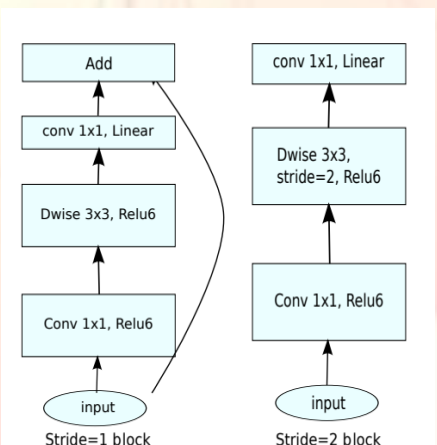 Add
conv 1x1, Linear
Dwise 3x3, Relu6
Conv 1x1, Relu6
input
Stride=1 block
conv 1x1, Linear
Dwise 3x3,
stride=2, Relu6
Conv 1x1, Relu6
input
Stride=2 block